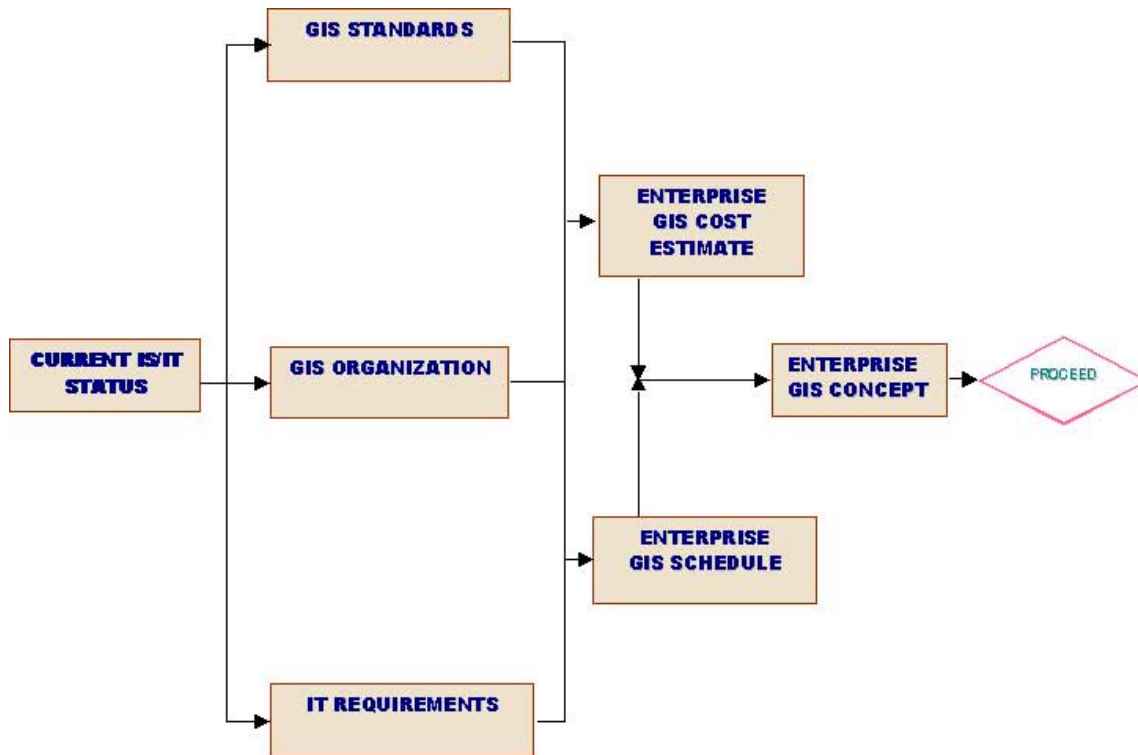 GIS STANDARDS
ENTERPRISE
GIS COST
ESTIMATE
CURRENT IS/IT
STATUS
GIS ORGANIZATION
ENTERPRISE
GIS CONCEPT
PROCEED
ENTERPRISE
GIS SCHEDULE
IT REQUIREMENTS